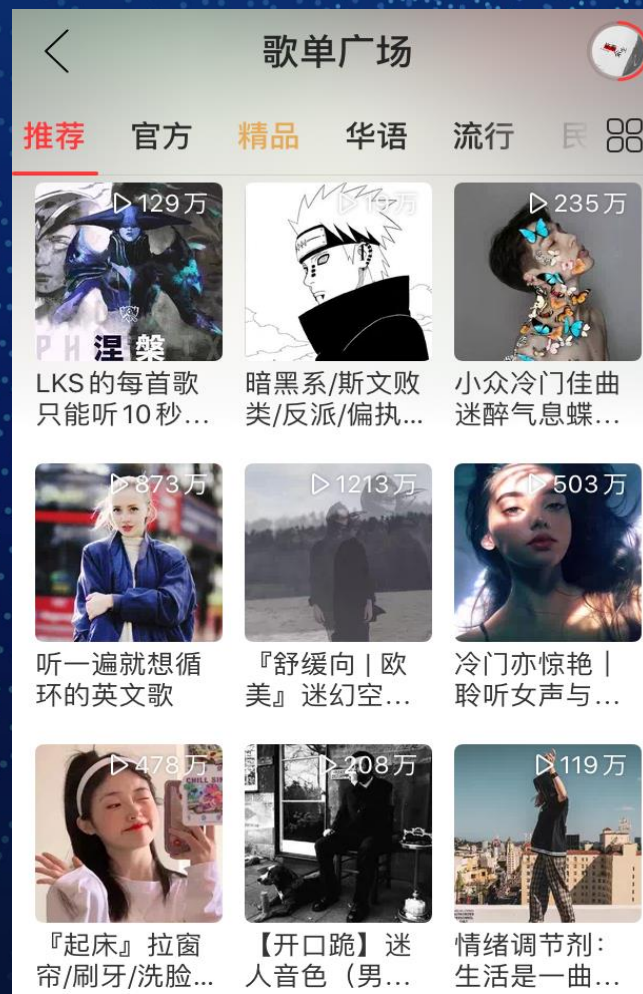 歌单广场
推荐 官方 精品 华语 流行 民
129万 19万 235万
涅槃
LKS的每首歌 暗黑系/斯文败 小众冷门佳曲
只能听10秒... 类/反派/偏执... 迷醉气息蝶...
873万 1213万 503万
听一遍就想循 『舒缓向 | 欧 冷门亦惊艳 |
环的英文歌 美』迷幻空... 聆听女声与...
478万 208万 119万
CHILL SIN
『起床』拉窗 【开口跪】迷 情绪调节剂：
帘/刷牙/洗脸... 人音色（男... 生活是一曲...